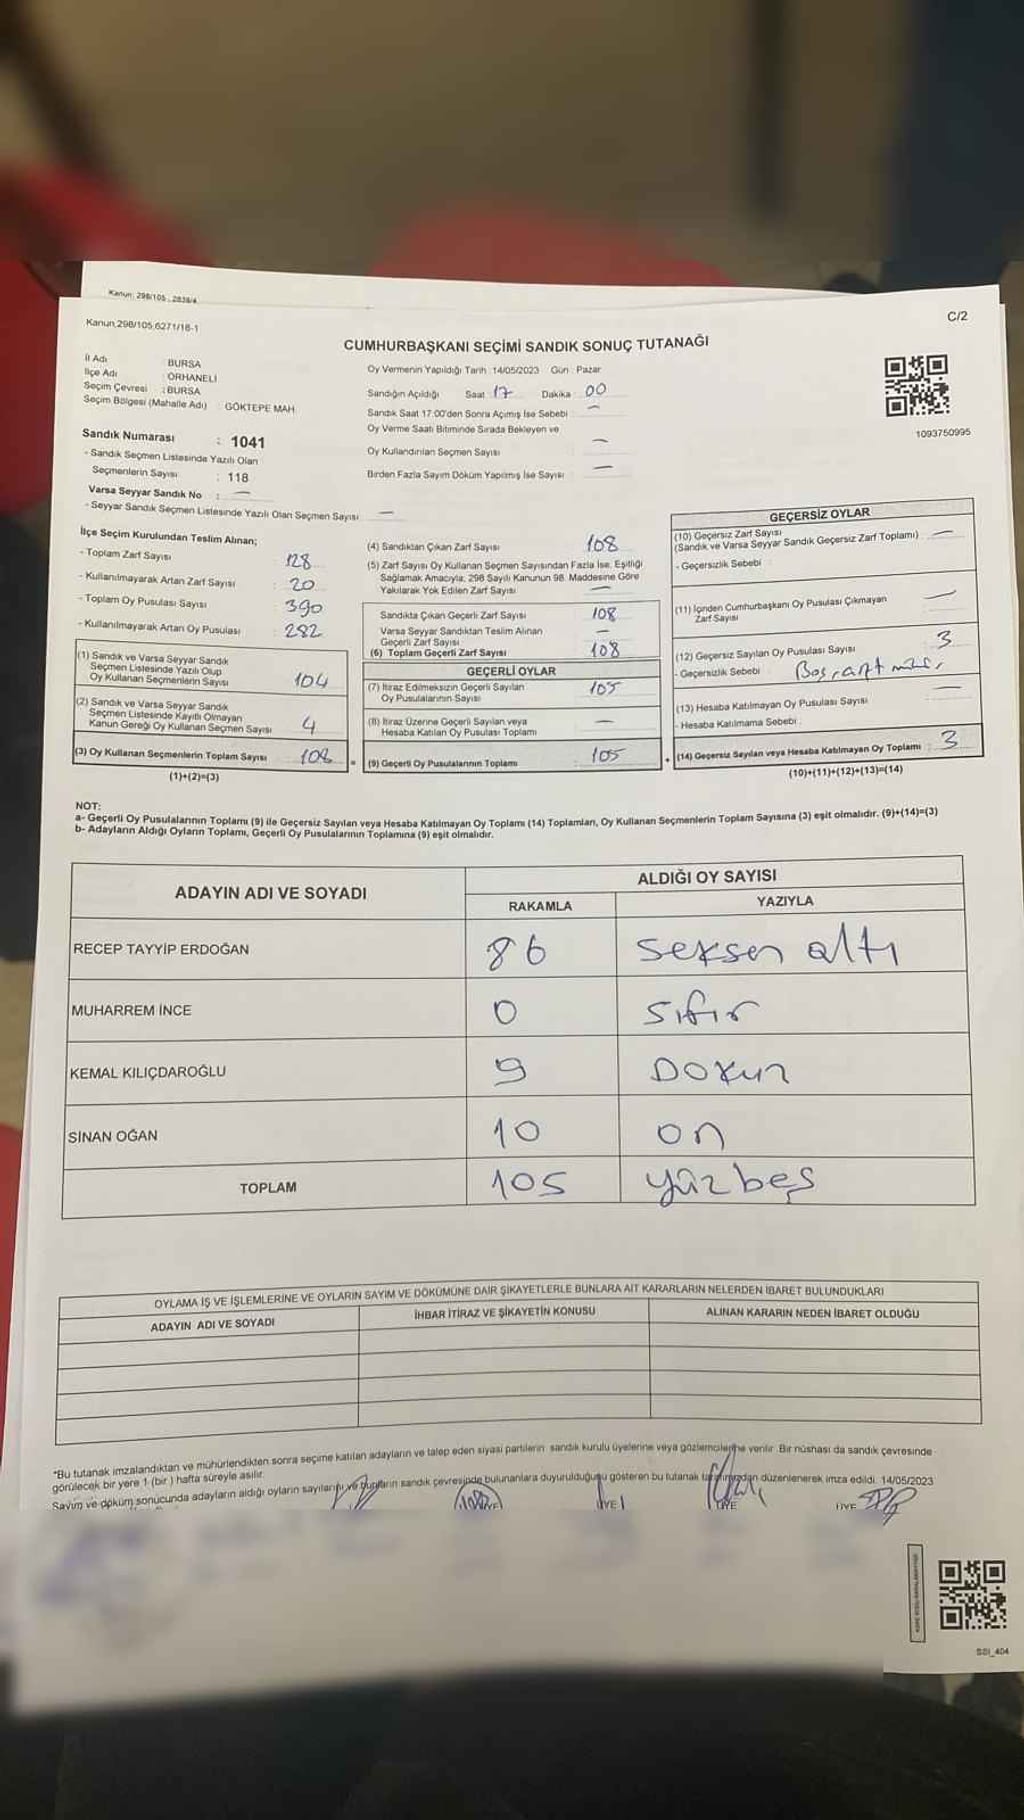 Kanun: 298/105, 2839/4
Kanun,298/105;6271/18-1
C/2
CUMHURBAŞKANI SEÇİMİ SANDIK SONUÇ TUTANAĞI
İl Adı : BURSA
İlçe Adı : ORHANELİ
Seçim Çevresi : BURSA
Seçim Bölgesi (Mahalle Adı) : GÖKTEPE MAH.
Sandık Numarası : 1041
- Sandık Seçmen Listesinde Yazılı Olan
Seçmenlerin Sayısı : 118
Varsa Seyyar Sandık No : —
- Seyyar Sandık Seçmen Listesinde Yazılı Olan Seçmen Sayısı —
Oy Vermenin Yapıldığı Tarih :14/05/2023 Gün : Pazar
Sandığın Açıldığı Saat : 17 Dakika : 00
Sandık Saat 17:00'den Sonra Açımış İse Sebebi : —
Oy Verme Saati Bitiminde Sırada Bekleyen ve
Oy Kullandırılan Seçmen Sayısı : —
Birden Fazla Sayım Döküm Yapılmış İse Sayısı : —
1093750995
İlçe Seçim Kurulundan Teslim Alınan;
- Toplam Zarf Sayısı : 128
- Kullanılmayarak Artan Zarf Sayısı : 20
- Toplam Oy Pusulası Sayısı : 390
- Kullanılmayarak Artan Oy Pusulası : 282
(1) Sandık ve Varsa Seyyar Sandık
Seçmen Listesinde Yazılı Olup
Oy Kullanan Seçmenlerin Sayısı : 104
(2) Sandık ve Varsa Seyyar Sandık
Seçmen Listesinde Kayıtlı Olmayan
Kanun Gereği Oy Kullanan Seçmen Sayısı : 4
(3) Oy Kullanan Seçmenlerin Toplam Sayısı : 108
(1)+(2)=(3)
(4) Sandıktan Çıkan Zarf Sayısı : 108
(5) Zarf Sayısı Oy Kullanan Seçmen Sayısından Fazla İse, Eşitliği
Sağlamak Amacıyla, 298 Sayılı Kanunun 98. Maddesine Göre
Yakılarak Yok Edilen Zarf Sayısı : —
Sandıkta Çıkan Geçerli Zarf Sayısı : 108
Varsa Seyyar Sandıktan Teslim Alınan
Geçerli Zarf Sayısı : —
(6) Toplam Geçerli Zarf Sayısı : 108
GEÇERLİ OYLAR
(7) İtiraz Edilmeksizin Geçerli Sayılan
Oy Pusulalarının Sayısı : 105
(8) İtiraz Üzerine Geçerli Sayılan veya
Hesaba Katılan Oy Pusulası Toplamı : —
= (9) Geçerli Oy Pusulalarının Toplamı : 105
GEÇERSİZ OYLAR
(10) Geçersiz Zarf Sayısı
(Sandık ve Varsa Seyyar Sandık Geçersiz Zarf Toplamı) : —
- Geçersizlik Sebebi :
(11) İçinden Cumhurbaşkanı Oy Pusulası Çıkmayan
Zarf Sayısı : —
(12) Geçersiz Sayılan Oy Pusulası Sayısı : 3
- Geçersizlik Sebebi : Boş,
(13) Hesaba Katılmayan Oy Pusulası Sayısı : —
- Hesaba Katılmama Sebebi :
+ (14) Geçersiz Sayılan veya Hesaba Katılmayan Oy Toplamı : 3
(10)+(11)+(12)+(13)=(14)
NOT:
a- Geçerli Oy Pusulalarının Toplamı (9) ile Geçersiz Sayılan veya Hesaba Katılmayan Oy Toplamı (14) Toplamları, Oy Kullanan Seçmenlerin Toplam Sayısına (3) eşit olmalıdır. (9)+(14)=(3)
b- Adayların Aldığı Oyların Toplamı, Geçerli Oy Pusulalarının Toplamına (9) eşit olmalıdır.
ADAYIN ADI VE SOYADI
ALDIĞI OY SAYISI
RAKAMLA YAZIYLA
RECEP TAYYİP ERDOĞAN 86 Seksen altı
MUHARREM İNCE 0 Sıfır
KEMAL KILIÇDAROĞLU 9 Dokuz
SİNAN OĞAN 10 on
TOPLAM 105 yüzbeş
OYLAMA İŞ VE İŞLEMLERİNE VE OYLARIN SAYIM VE DÖKÜMÜNE DAİR ŞİKAYETLERLE BUNLARA AİT KARARLARIN NELERDEN İBARET BULUNDUKLARI
ADAYIN ADI VE SOYADI İHBAR İTİRAZ VE ŞİKAYETİN KONUSU ALINAN KARARIN NEDEN İBARET OLDUĞU
*Bu tutanak imzalandıktan ve mühürlendikten sonra seçime katılan adayların ve talep eden siyasi partilerin sandık kurulu üyelerine veya gözlemcilerine verilir. Bir nüshası da sandık çevresinde
görülecek bir yere 1 (bir ) hafta süreyle asılır.
Sayım ve döküm sonucunda adayların aldığı oyların sayılarını ve bunların sandık çevresinde bulunanlara duyurulduğunu gösteren bu tutanak tarafımızdan düzenlenerek imza edildi. 14/05/2023
ÜYE ÜYE ÜYE
SSI_404